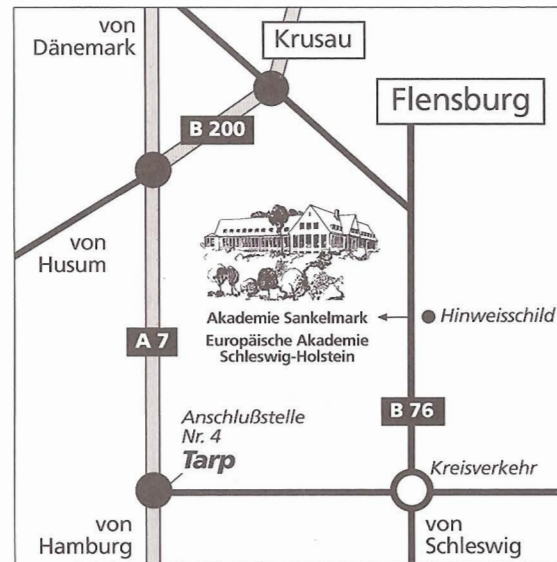 von
Dänemark
Krusau
Flensburg
B 200
von
Husum
Akademie Sankelmark
Europäische Akademie
Schleswig-Holstein
Hinweisschild
A 7
B 76
Anschlußstelle
Nr. 4
Tarp
Kreisverkehr
von
Hamburg
von
Schleswig